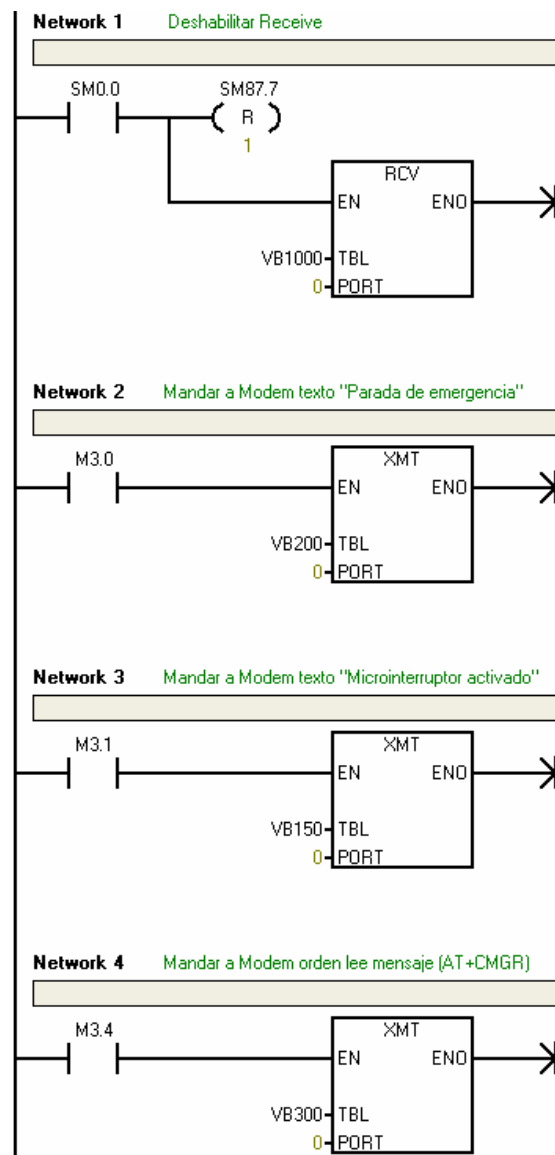 Network 1 Deshabilitar Receive
SM0.0 SM87.7
R
1
RCV
EN ENO
VB1000 TBL
0 PORT
Network 2 Mandar a Modem texto "Parada de emergencia"
M3.0 XMT
EN ENO
VB200 TBL
0 PORT
Network 3 Mandar a Modem texto "Microinterruptor activado"
M3.1 XMT
EN ENO
VB150 TBL
0 PORT
Network 4 Mandar a Modem orden lee mensaje (AT+CMGR)
M3.4 XMT
EN ENO
VB300 TBL
0 PORT